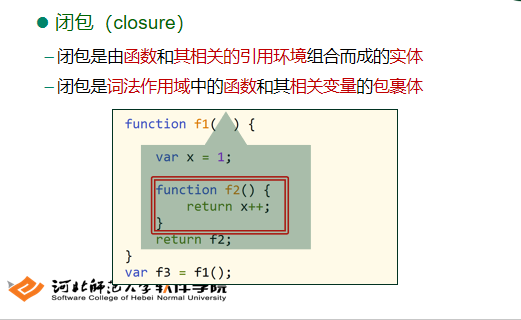 闭包（closure）
–闭包是由函数和其相关的引用环境组合而成的实体
–闭包是词法作用域中的函数和其相关变量的包裹体
function f1( ) {
var x = 1;
function f2() {
return x++;
}
return f2;
}
var f3 = f1();
河北师范大学软件学院
Software College of Hebei Normal University